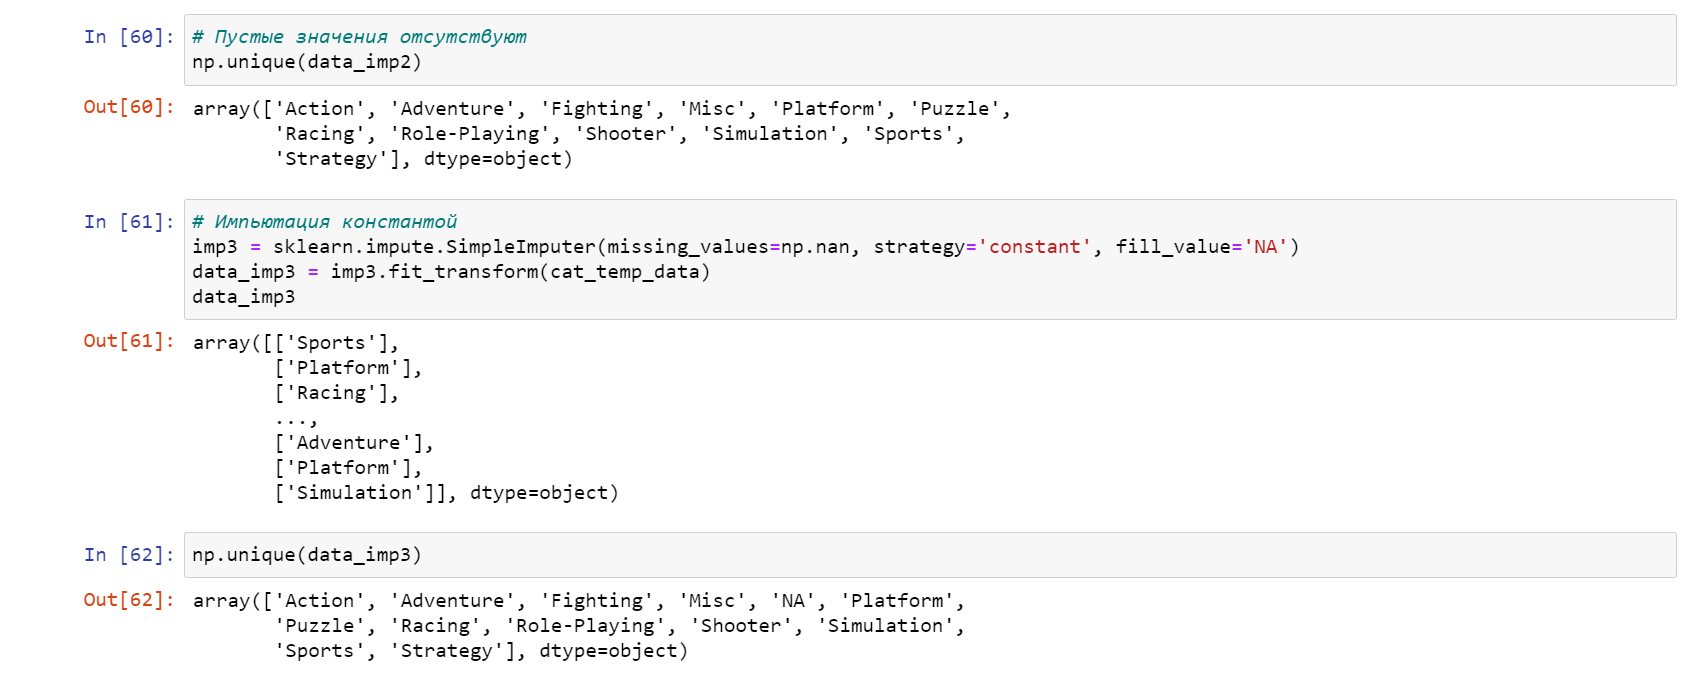 In [60]: # Пустые значения отсутствуют
np.unique(data_imp2)
Out[60]: array(['Action', 'Adventure', 'Fighting', 'Misc', 'Platform', 'Puzzle',
'Racing', 'Role-Playing', 'Shooter', 'Simulation', 'Sports',
'Strategy'], dtype=object)
In [61]: # Импьютация константой
imp3 = sklearn.impute.SimpleImputer(missing_values=np.nan, strategy='constant', fill_value='NA')
data_imp3 = imp3.fit_transform(cat_temp_data)
data_imp3
Out[61]: array([['Sports'],
['Platform'],
['Racing'],
...,
['Adventure'],
['Platform'],
['Simulation']], dtype=object)
In [62]: np.unique(data_imp3)
Out[62]: array(['Action', 'Adventure', 'Fighting', 'Misc', 'NA', 'Platform',
'Puzzle', 'Racing', 'Role-Playing', 'Shooter', 'Simulation',
'Sports', 'Strategy'], dtype=object)